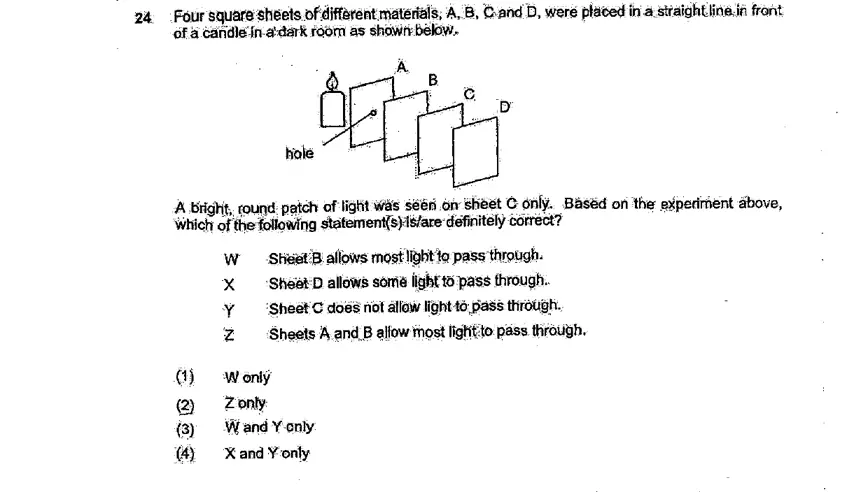 24 Four square sheets of different materials, A, B, C and D, were placed in a straight line in front
of a candle in a dark room as shown below.
A
B
C
D
hole
A bright, round patch of light was seen on sheet C only. Based on the experiment above,
which of the following statement(s) is/are definitely correct?
W Sheet B allows most light to pass through.
X Sheet D allows some light to pass through.
Y Sheet C does not allow light to pass through.
Z Sheets A and B allow most light to pass through.
(1) W only
(2) Z only
(3) W and Y only
(4) X and Y only